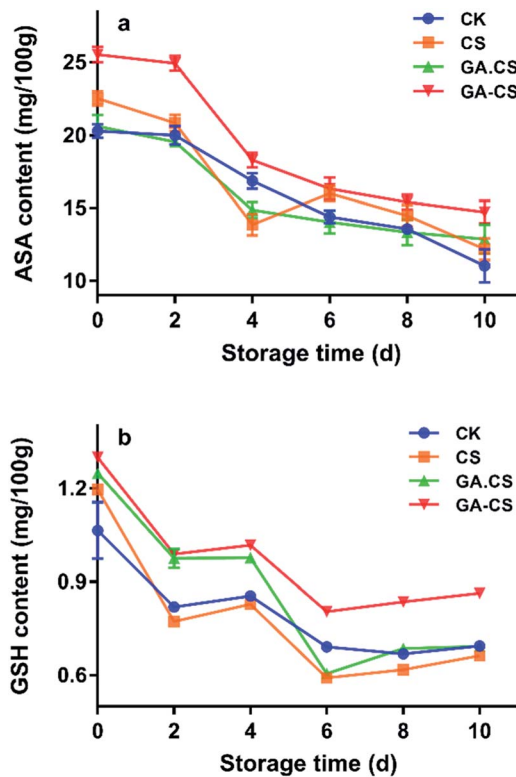 a
CK
CS
GA.CS
GA-CS
ASA content (mg/100g)
25
20
15
10
0 2 4 6 8 10
Storage time (d)
b
CK
CS
GA.CS
GA-CS
GSH content (mg/100g)
1.2
0.9
0.6
0 2 4 6 8 10
Storage time (d)